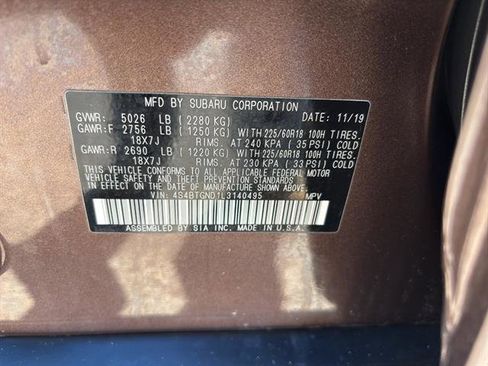 MFD BY SUBARU CORPORATION
GVWR: 5026 LB (2280 KG) DATE: 11/19
GAWR:F 2756 LB (1250 KG) WITH 225/60R18 100H TIRES.
18X7J RIMS. AT 240 KPA (35 PSI) COLD
GAWR:R 2690 LB (1220 KG) WITH 225/60R18 100H TIRES.
18X7J RIMS. AT 230 KPA (33 PSI) COLD
THIS VEHICLE CONFORMS TO ALL APPLICABLE FEDERAL MOTOR
VEHICLE SAFETY AND THEFT PREVENTION STANDARDS
IN EFFECT ON THE DATE OF MANUFACTURE SHOWN ABOVE.
VIN: 4S4BTGND1L3140495 MPV
ASSEMBLED BY SIA INC. MADE IN U.S.A.